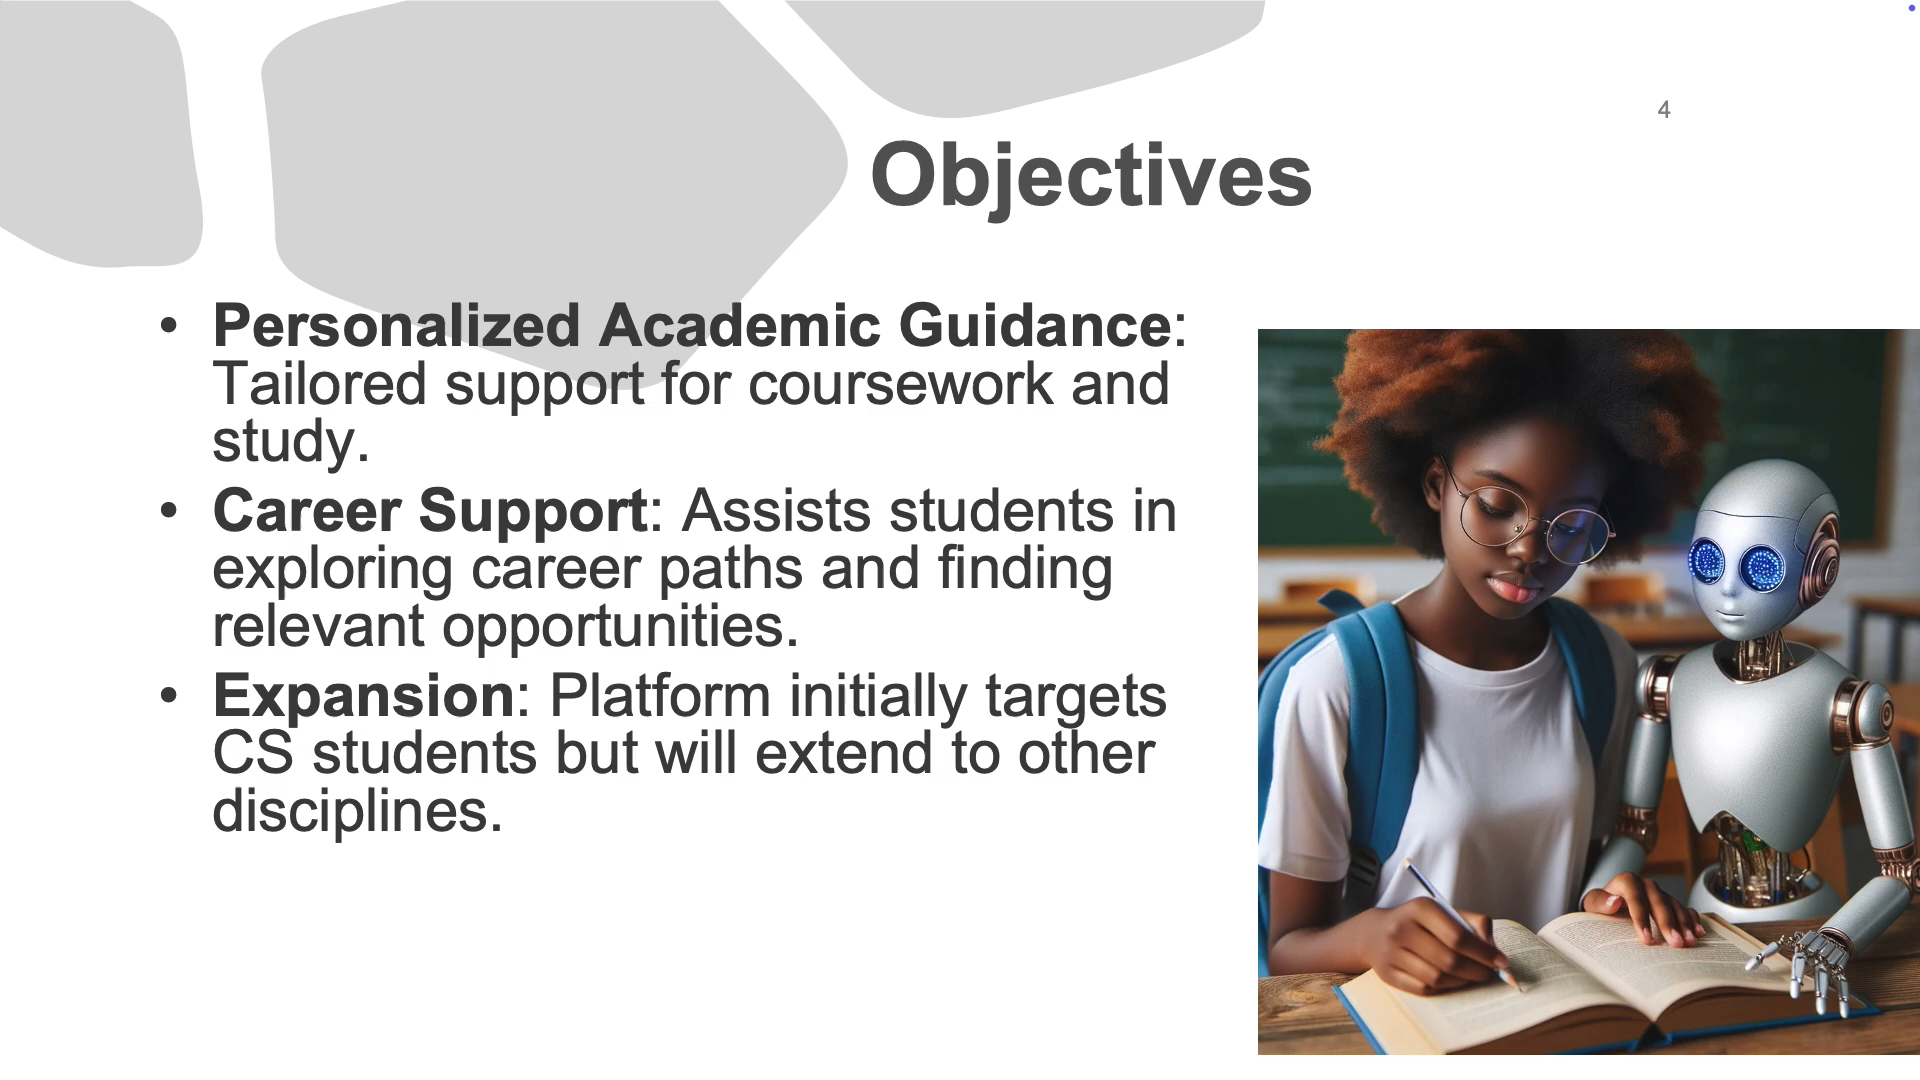 4
Objectives
• Personalized Academic Guidance:
Tailored support for coursework and
study.
• Career Support: Assists students in
exploring career paths and finding
relevant opportunities.
• Expansion: Platform initially targets
CS students but will extend to other
disciplines.